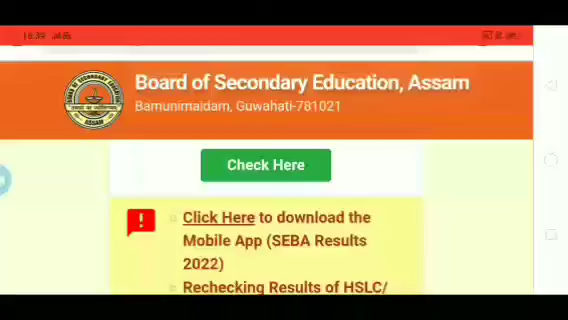 Board of Secondary Education, Assam
Bamunimaidam, Guwahati-781021
Check Here
Click Here to download the
Mobile App (SEBA Results
2022)
Rechecking Results of HSLC/